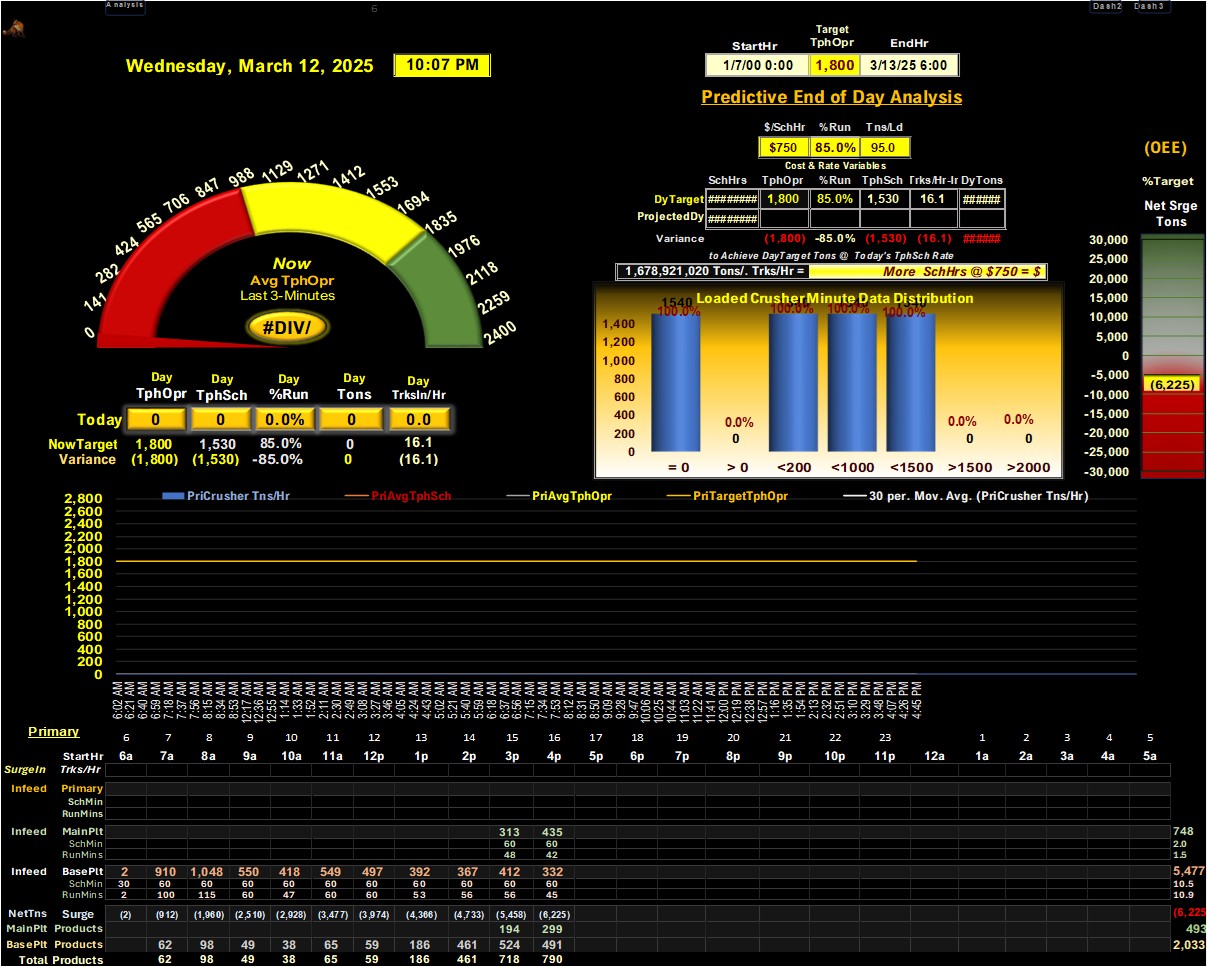 Analysis
6
Dash2 Dash3
Wednesday, March 12, 2025 10:07 PM
Target
StartHr TphOpr EndHr
1/7/00 0:00 1,800 3/13/25 6:00
Predictive End of Day Analysis
$/SchHr %Run Tns/Ld
$750 85.0% 95.0
Cost & Rate Variables
SchHrs TphOpr %Run TphSch Trks/Hr-Ir DyTons
DyTarget ######## 1,800 85.0% 1,530 16.1 ######
ProjectedDy ########
Variance (1,800) -85.0% (1,530) (16.1) ######
to Achieve DayTarget Tons @ Today's TphSch Rate
1,678,921,020 Tons/. Trks/Hr = More SchHrs @ $750 = $
(OEE)
%Target
Net Srge
Tons
30,000
25,000
20,000
15,000
10,000
5,000
0
-5,000
(6,225)
-10,000
-15,000
-20,000
-25,000
-30,000
0 141 282 424 565 706 847 988 1129 1271 1412 1553 1694 1835 1976 2118 2259 2400
Now
Avg TphOpr
Last 3-Minutes
#DIV/
Day Day Day Day Day
TphOpr TphSch %Run Tons TrksIn/Hr
Today 0 0 0.0% 0 0.0
NowTarget 1,800 1,530 85.0% 0 16.1
Variance (1,800) (1,530) -85.0% 0 (16.1)
Loaded Crusher Minute Data Distribution
1540
100.0% 100.0% 100.0% 100.0%
1,400
1,200
1,000
800
600
400
200
0
0.0% 0.0% 0.0%
0 0 0
= 0 > 0 <200 <1000 <1500 >1500 >2000
PriCrusher Tns/Hr PriAvgTphSch PriAvgTphOpr PriTargetTphOpr 30 per. Mov. Avg. (PriCrusher Tns/Hr)
2,800
2,600
2,400
2,200
2,000
1,800
1,600
1,400
1,200
1,000
800
600
400
200
0
6:02 AM 6:21 AM 6:40 AM 6:59 AM 7:18 AM 7:37 AM 7:56 AM 8:15 AM 8:34 AM 8:53 AM 12:17 AM 12:36 AM 12:55 AM 1:14 AM 1:33 AM 1:52 AM 2:11 AM 2:30 AM 2:49 AM 3:08 AM 3:27 AM 3:46 AM 4:05 AM 4:24 AM 4:43 AM 5:02 AM 5:21 AM 5:40 AM 5:59 AM 6:18 AM 6:37 AM 6:56 AM 7:15 AM 7:34 AM 7:53 AM 8:12 AM 8:31 AM 8:50 AM 9:09 AM 9:28 AM 9:47 AM 10:06 AM 10:25 AM 10:44 AM 11:03 AM 11:22 AM 11:41 AM 12:00 PM 12:19 PM 12:38 PM 12:57 PM 1:16 PM 1:35 PM 1:54 PM 2:13 PM 2:32 PM 2:51 PM 3:10 PM 3:29 PM 3:48 PM 4:07 PM 4:26 PM 4:45 PM
Primary
6 7 8 9 10 11 12 13 14 15 16 17 18 19 20 21 22 23 1 2 3 4 5
StartHr 6a 7a 8a 9a 10a 11a 12p 1p 2p 3p 4p 5p 6p 7p 8p 9p 10p 11p 12a 1a 2a 3a 4a 5a
SurgeIn Trks/Hr
Infeed Primary
SchMin
RunMins
Infeed MainPlt 313 435 748
SchMin 60 60 2.0
RunMins 48 42 1.5
Infeed BasePlt 2 910 1,048 550 418 549 497 392 367 412 332 5,477
SchMin 30 60 60 60 60 60 60 60 60 60 60 10.5
RunMins 2 100 115 60 47 60 60 53 56 56 45 10.9
NetTns Surge (2) (912) (1,960) (2,510) (2,928) (3,477) (3,974) (4,366) (4,733) (5,458) (6,225) (6,225
MainPlt Products 194 299 493
BasePlt Products 62 98 49 38 65 59 186 461 524 491 2,033
Total Products 62 98 49 38 65 59 186 461 718 790